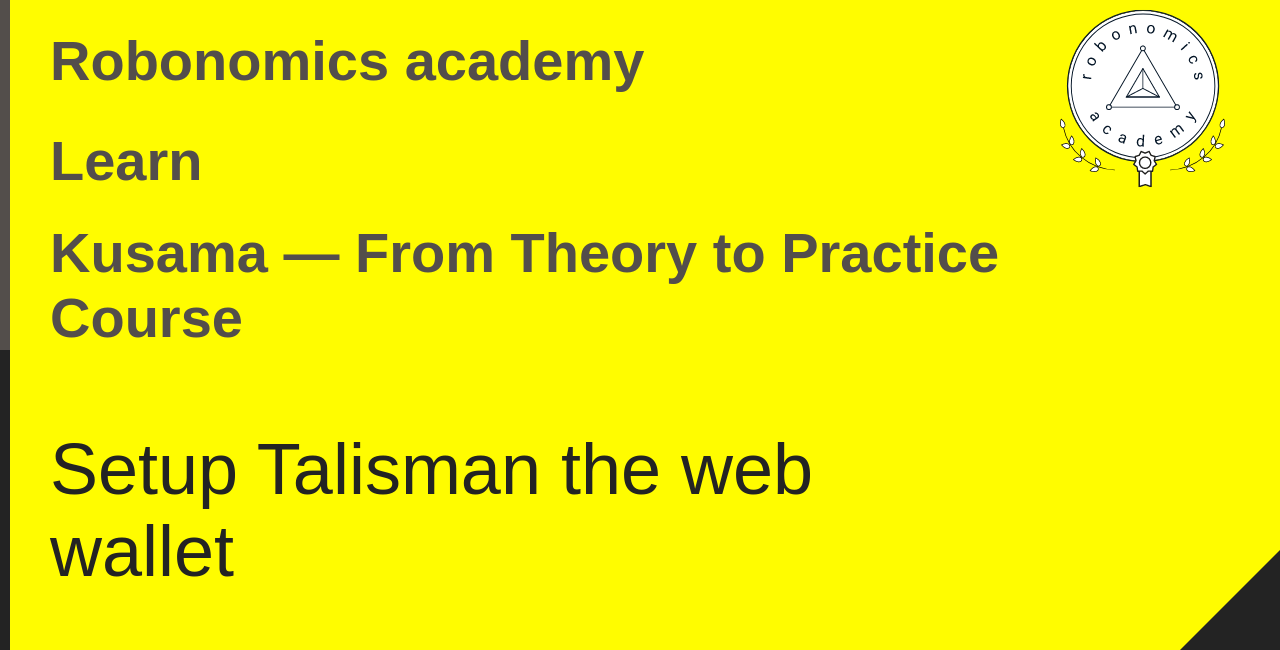 Robonomics academy
Learn
Kusama — From Theory to Practice
Course
Setup Talisman the web
wallet
robonomics
academy